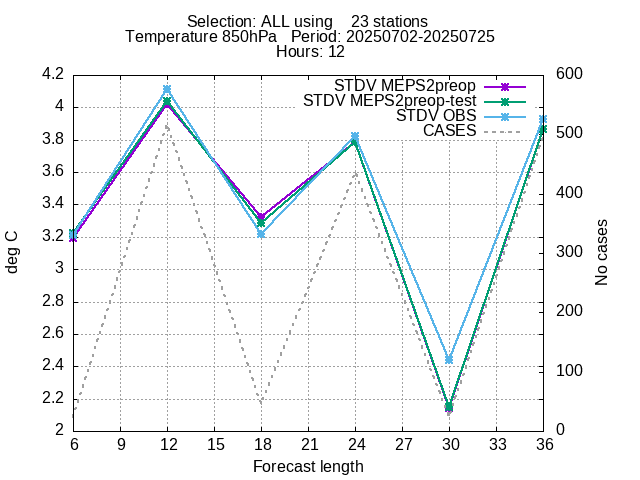 Selection: ALL using    23 stations
Temperature 850hPa   Period: 20250702-20250725
Hours: 12
STDV MEPS2preop
STDV MEPS2preop-test
STDV OBS
CASES
4.2
4
3.8
3.6
3.4
3.2
3
2.8
2.6
2.4
2.2
2
deg C
600
500
400
300
200
100
0
No cases
6 9 12 15 18 21 24 27 30 33 36
Forecast length